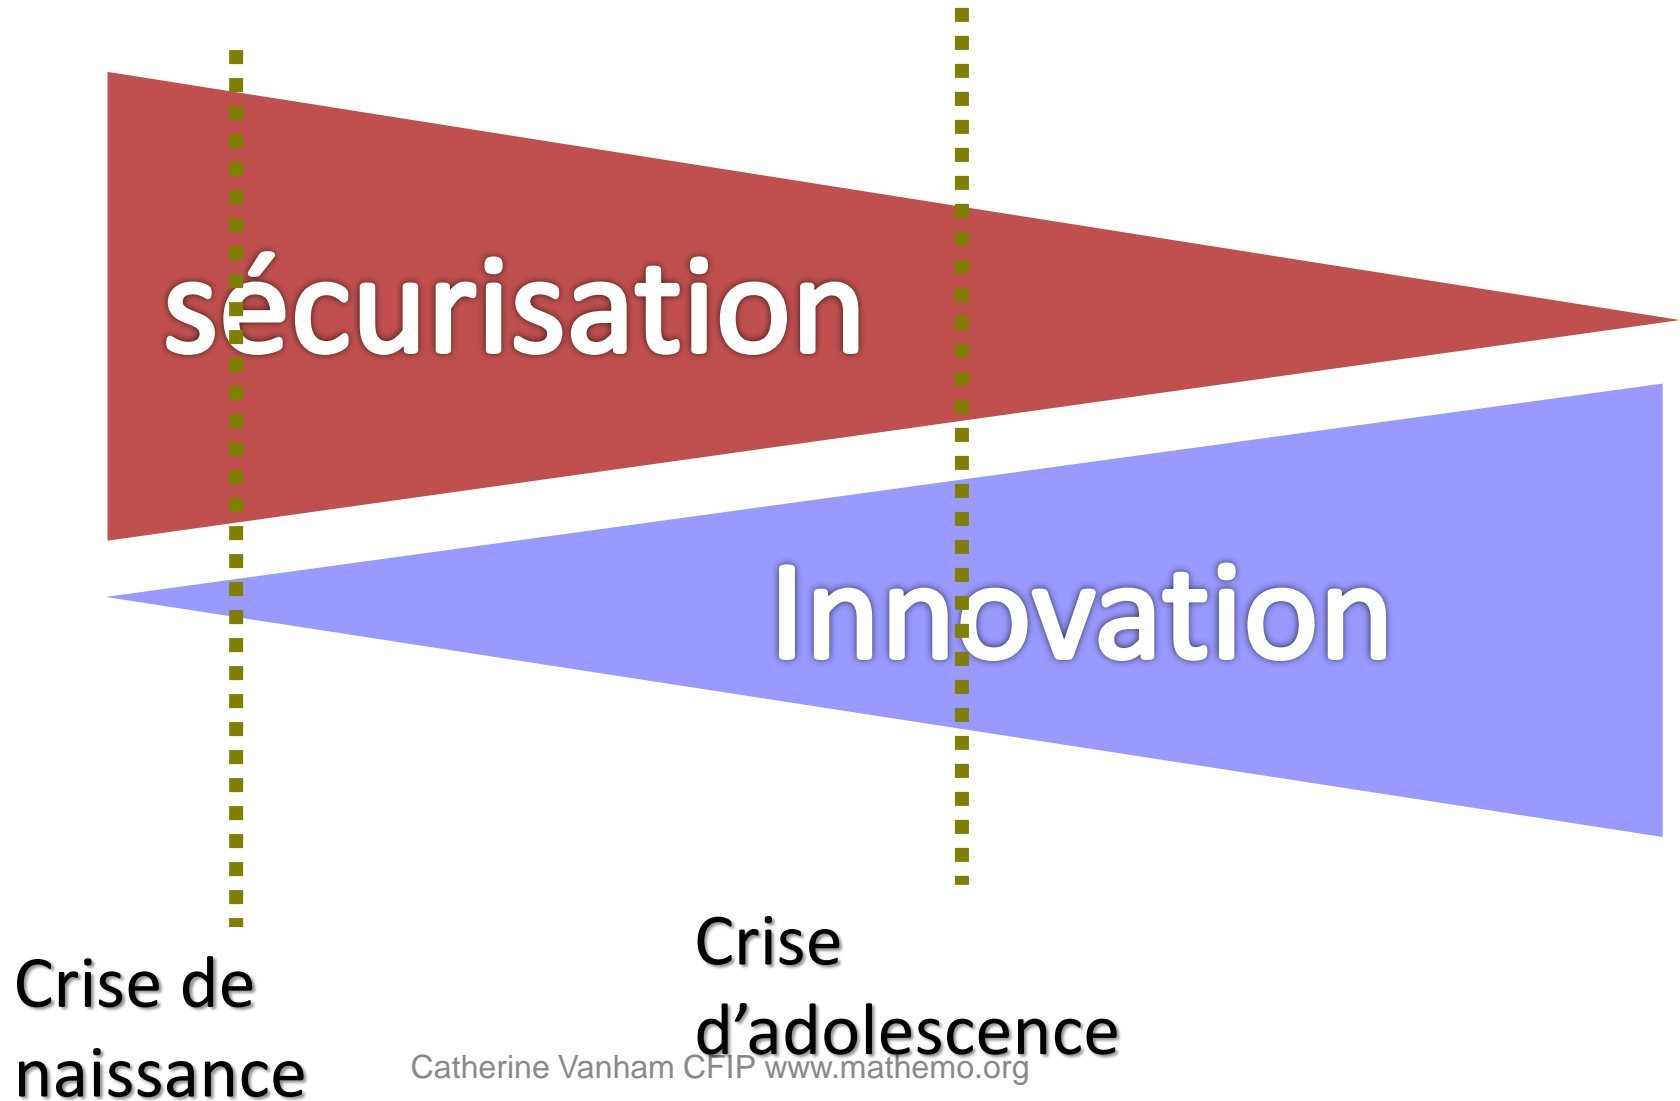 sécurisation
Innovation
Crise de
naissance
Crise
d’adolescence
Catherine Vanham CFIP www.mathemo.org